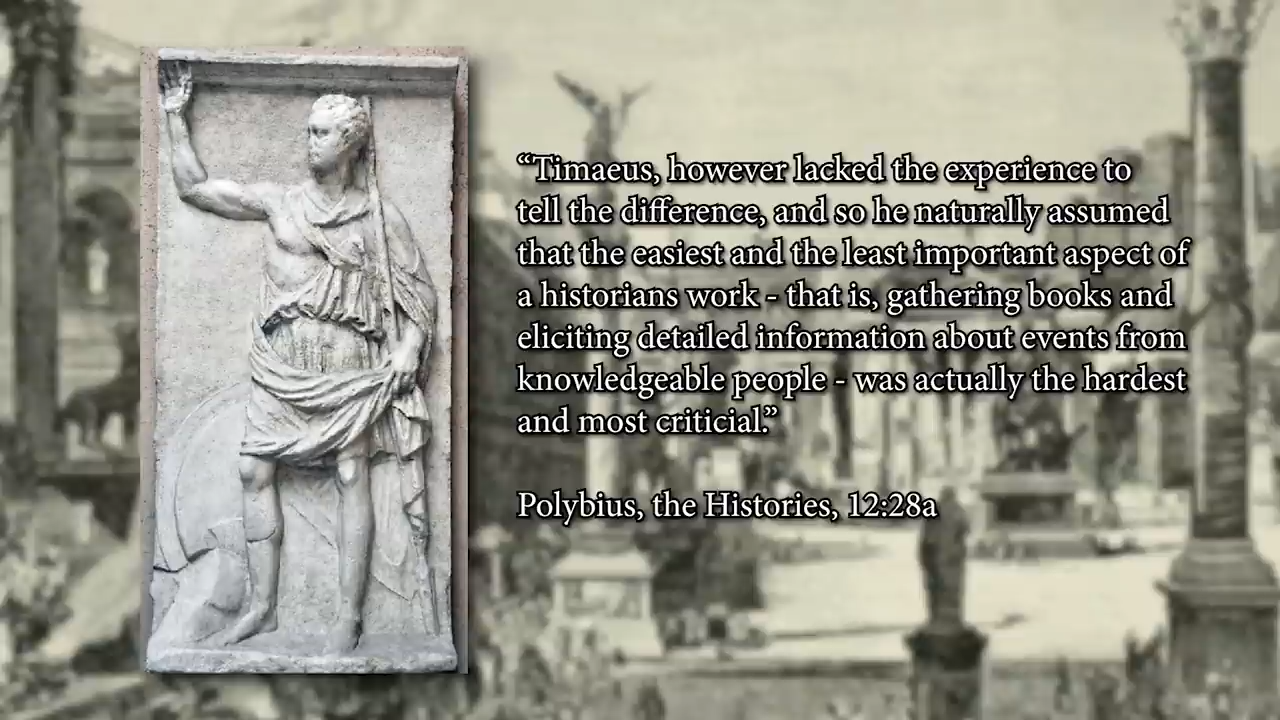 “Timaeus, however lacked the experience to
tell the difference, and so he naturally assumed
that the easiest and the least important aspect of
a historians work - that is, gathering books and
eliciting detailed information about events from
knowledgeable people - was actually the hardest
and most criticial.”
Polybius, the Histories, 12:28a